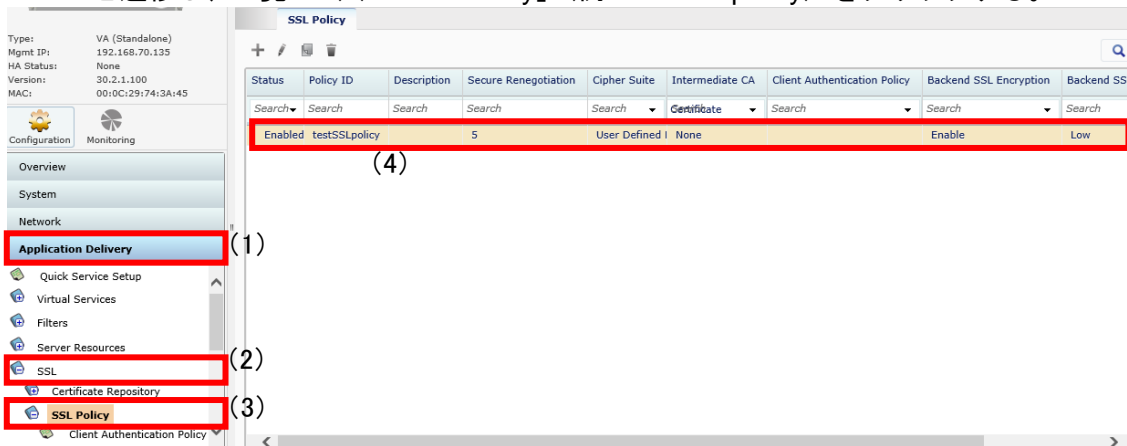 SSL Policy
Type: VA (Standalone)
Mgmt IP: 192.168.70.135
HA Status: None
Version: 30.2.1.100
MAC: 00:0C:29:74:3A:45
Configuration Monitoring
Status Policy ID Description Secure Renegotiation Cipher Suite Intermediate CA Client Authentication Policy Backend SSL Encryption Backend SS
Search Search Search Search Search Certificate Search Search Search
Enabled testSSLpolicy 5 User Defined None Enable Low
(4)
Overview
System
Network
Application Delivery (1)
Quick Service Setup
Virtual Services
Filters
Server Resources
SSL (2)
Certificate Repository
SSL Policy (3)
Client Authentication Policy